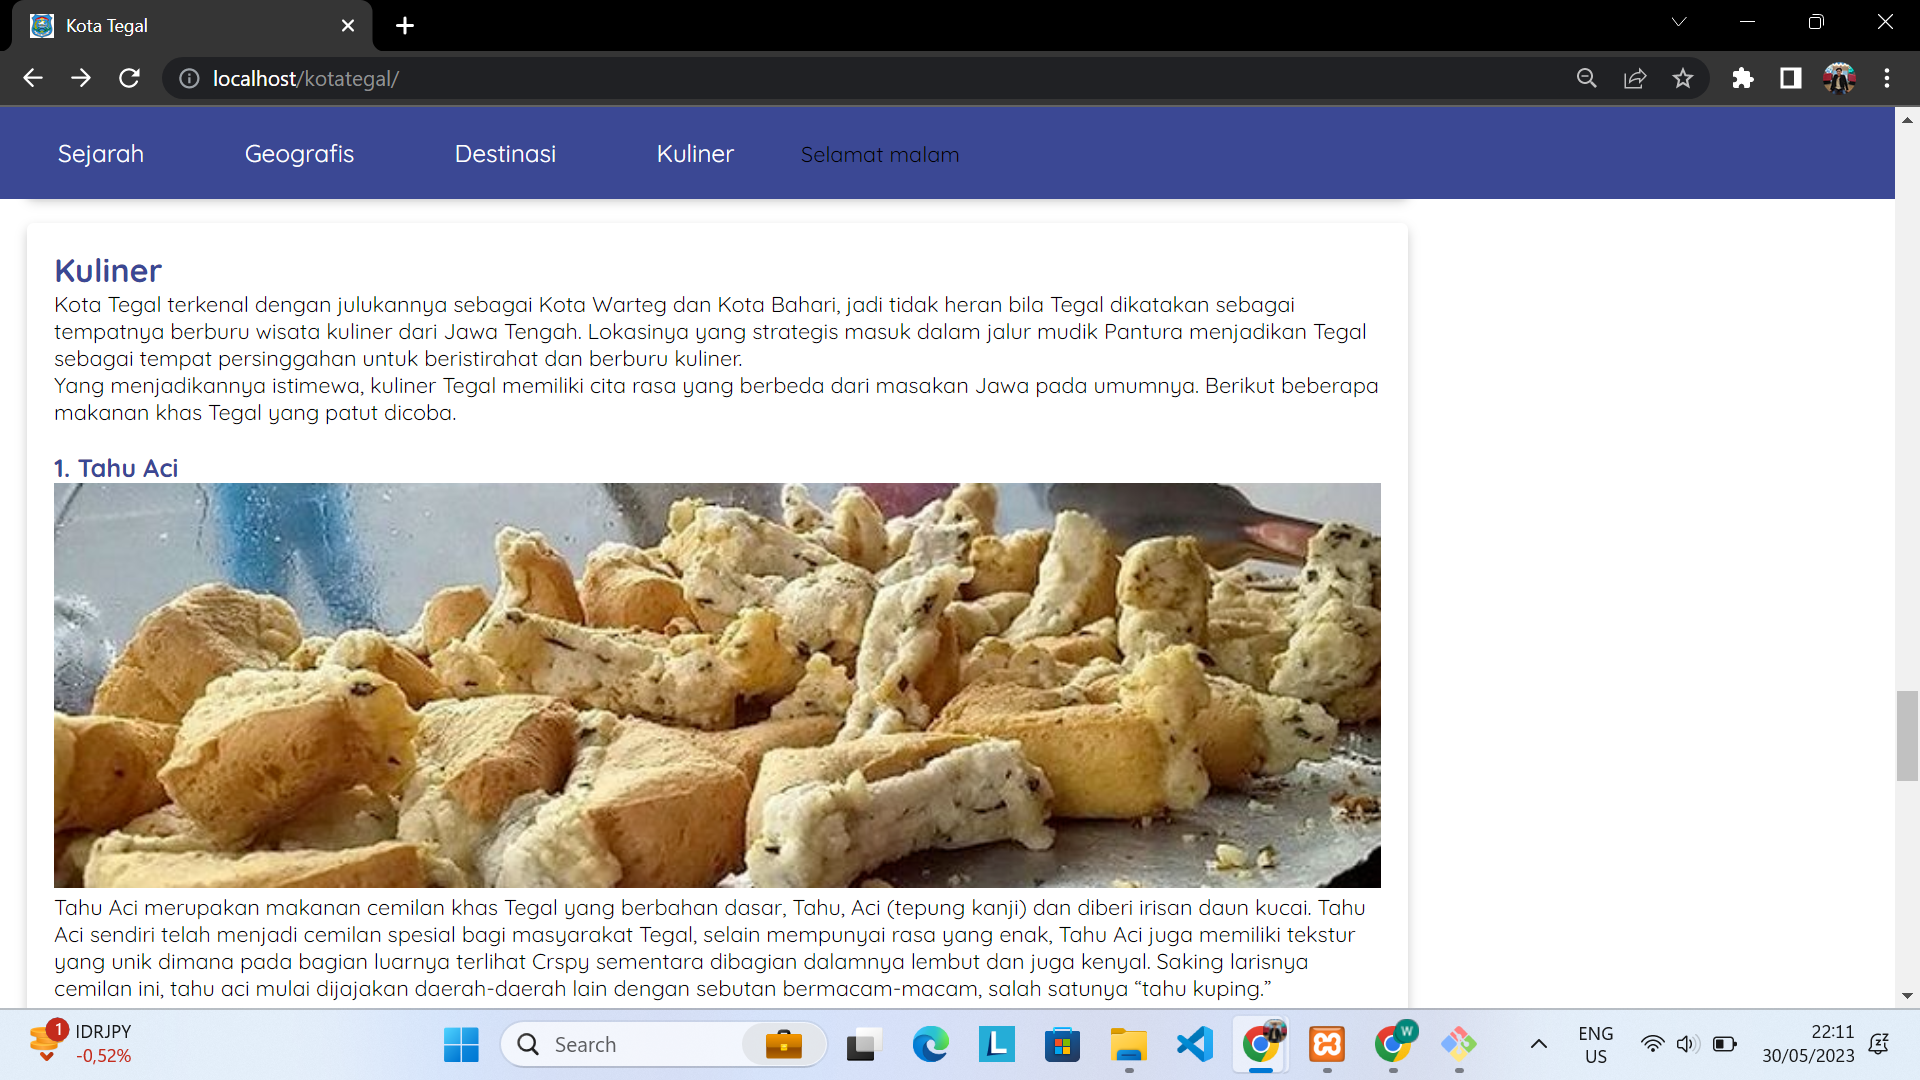 Kota Tegal
localhost/kotategal/
Sejarah
Geografis
Destinasi
Kuliner
Selamat malam
Kuliner
Kota Tegal terkenal dengan julukannya sebagai Kota Warteg dan Kota Bahari, jadi tidak heran bila Tegal dikatakan sebagai
tempatnya berburu wisata kuliner dari Jawa Tengah. Lokasinya yang strategis masuk dalam jalur mudik Pantura menjadikan Tegal
sebagai tempat persinggahan untuk beristirahat dan berburu kuliner.
Yang menjadikannya istimewa, kuliner Tegal memiliki cita rasa yang berbeda dari masakan Jawa pada umumnya. Berikut beberapa
makanan khas Tegal yang patut dicoba.
1. Tahu Aci
Tahu Aci merupakan makanan cemilan khas Tegal yang berbahan dasar, Tahu, Aci (tepung kanji) dan diberi irisan daun kucai. Tahu
Aci sendiri telah menjadi cemilan spesial bagi masyarakat Tegal, selain mempunyai rasa yang enak, Tahu Aci juga memiliki tekstur
yang unik dimana pada bagian luarnya terlihat Crspy sementara dibagian dalamnya lembut dan juga kenyal. Saking larisnya
cemilan ini, tahu aci mulai dijajakan daerah-daerah lain dengan sebutan bermacam-macam, salah satunya “tahu kuping.”
1
IDRJPY
-0,52%
Search
L
W
ENG
US
22:11
30/05/2023